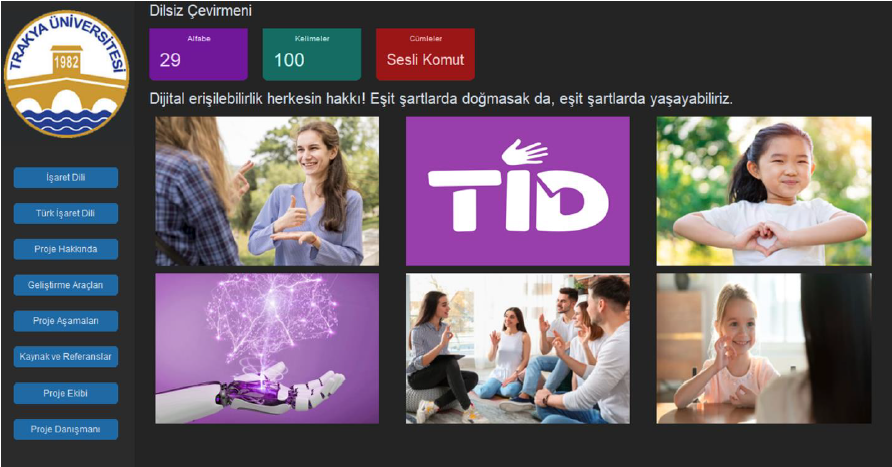 TRAKYA ÜNİVERSİTESİ
1982
İşaret Dili
Türk İşaret Dili
Proje Hakkında
Geliştirme Araçları
Proje Aşamaları
Kaynak ve Referanslar
Proje Ekibi
Proje Danışmanı
Dilsiz Çevirmeni
Alfabe
29
Kelimeler
100
Cümleler
Sesli Komut
Dijital erişilebilirlik herkesin hakkı! Eşit şartlarda doğmasak da, eşit şartlarda yaşayabiliriz.
TID